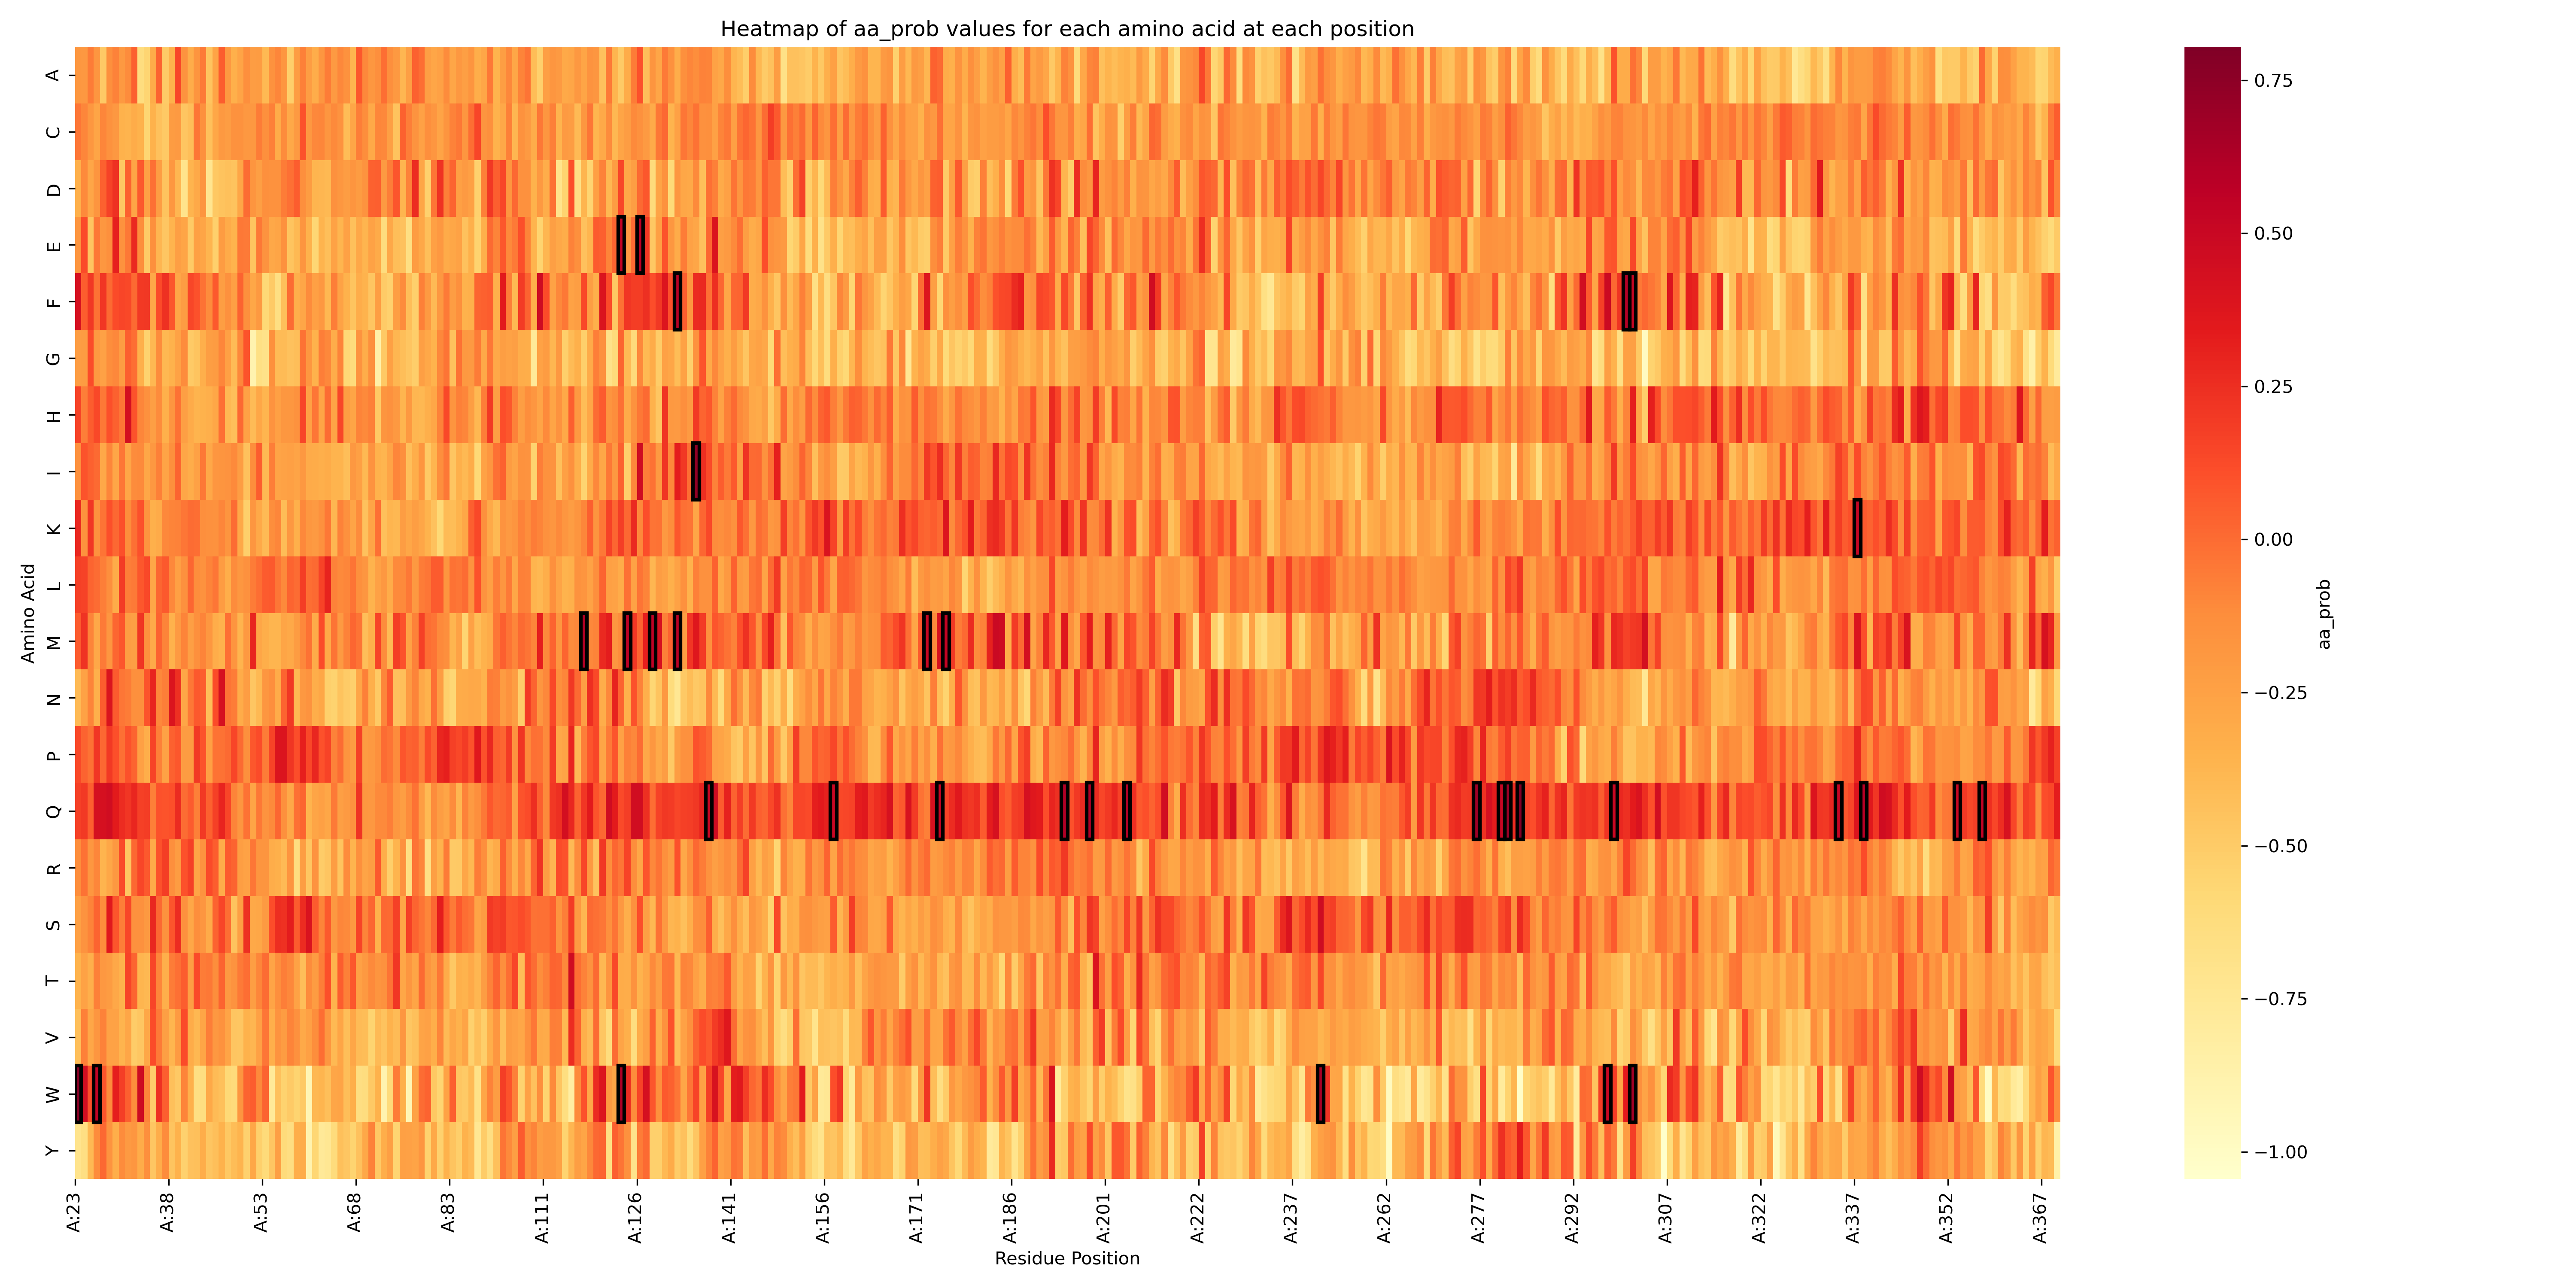 Heatmap of aa_prob values for each amino acid at each position
Amino Acid
A
C
D
E
F
G
H
I
K
L
M
N
P
Q
R
S
T
V
W
Y
A:23
A:38
A:53
A:68
A:83
A:111
A:126
A:141
A:156
A:171
A:186
A:201
A:222
A:237
A:262
A:277
A:292
A:307
A:322
A:337
A:352
A:367
Residue Position
0.75
0.50
0.25
0.00
−0.25
−0.50
−0.75
−1.00
aa_prob